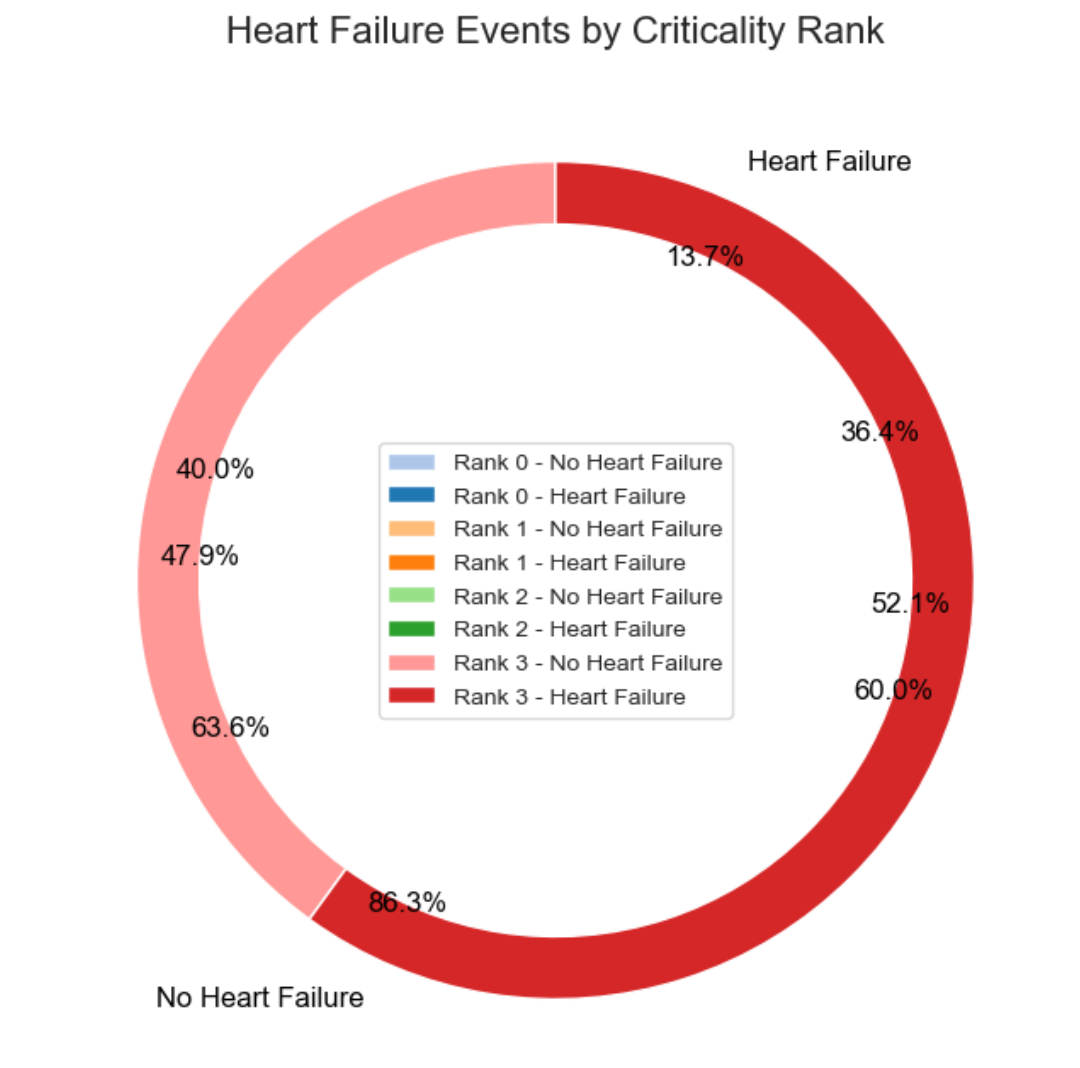 Heart Failure Events by Criticality Rank
Heart Failure
13.7%
36.4%
40.0%
47.9%
52.1%
60.0%
63.6%
86.3%
Rank 0 - No Heart Failure
Rank 0 - Heart Failure
Rank 1 - No Heart Failure
Rank 1 - Heart Failure
Rank 2 - No Heart Failure
Rank 2 - Heart Failure
Rank 3 - No Heart Failure
Rank 3 - Heart Failure
No Heart Failure